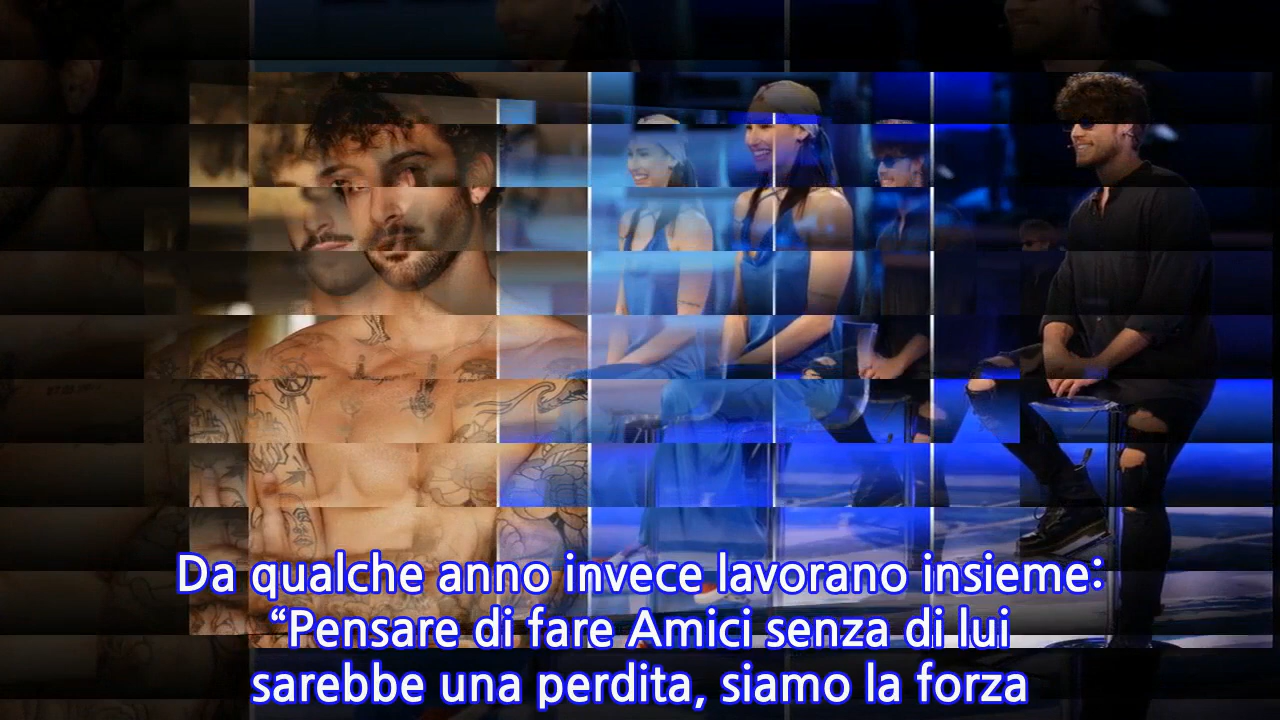 Da qualche anno invece lavorano insieme:
“Pensare di fare Amici senza di lui
sarebbe una perdita, siamo la forza